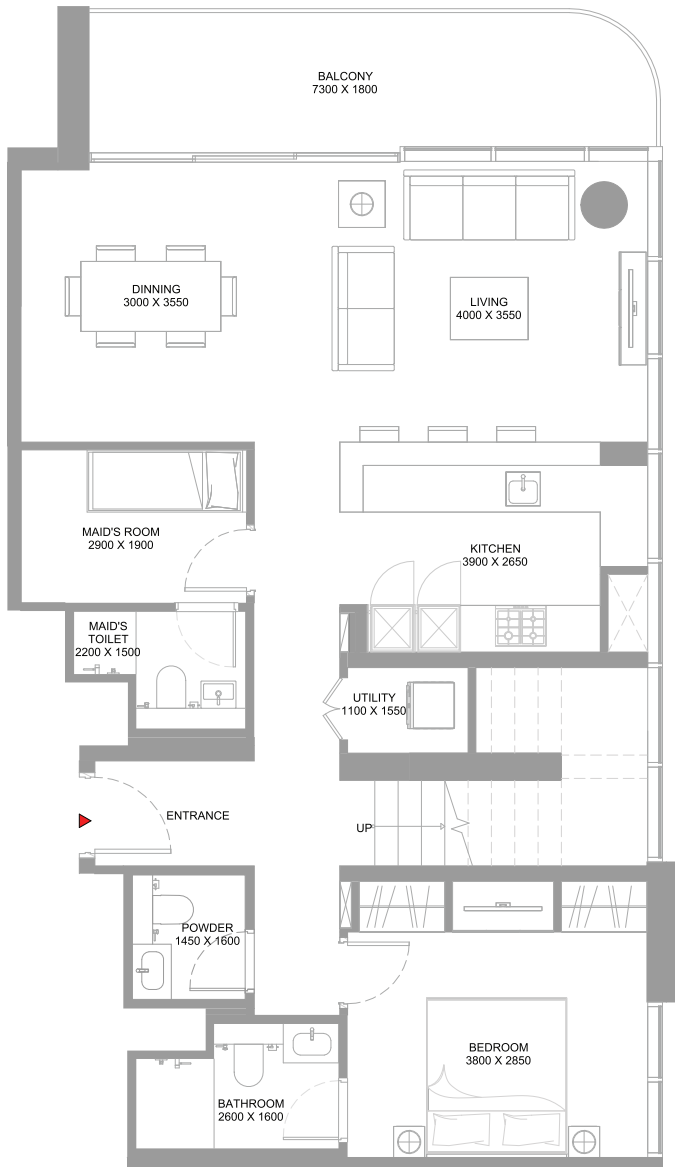 BALCONY
7300 X 1800
DINNING
3000 X 3550
LIVING
4000 X 3550
MAID'S ROOM
2900 X 1900
KITCHEN
3900 X 2650
MAID'S
TOILET
2200 X 1500
UTILITY
1100 X 1550
ENTRANCE
UP
POWDER
1450 X 1600
BEDROOM
3800 X 2850
BATHROOM
2600 X 1600